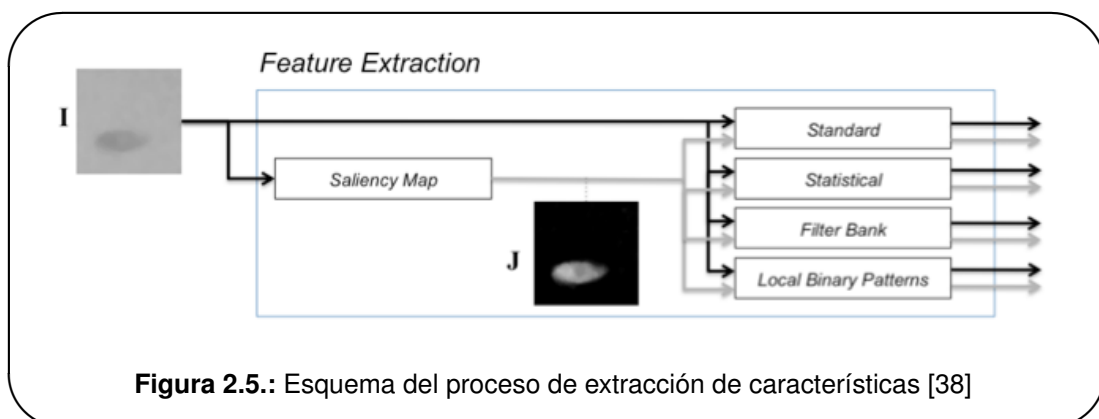 Feature Extraction
I
Standard
Saliency Map
Statistical
Filter Bank
J
Local Binary Patterns
Figura 2.5.: Esquema del proceso de extracción de características [38]